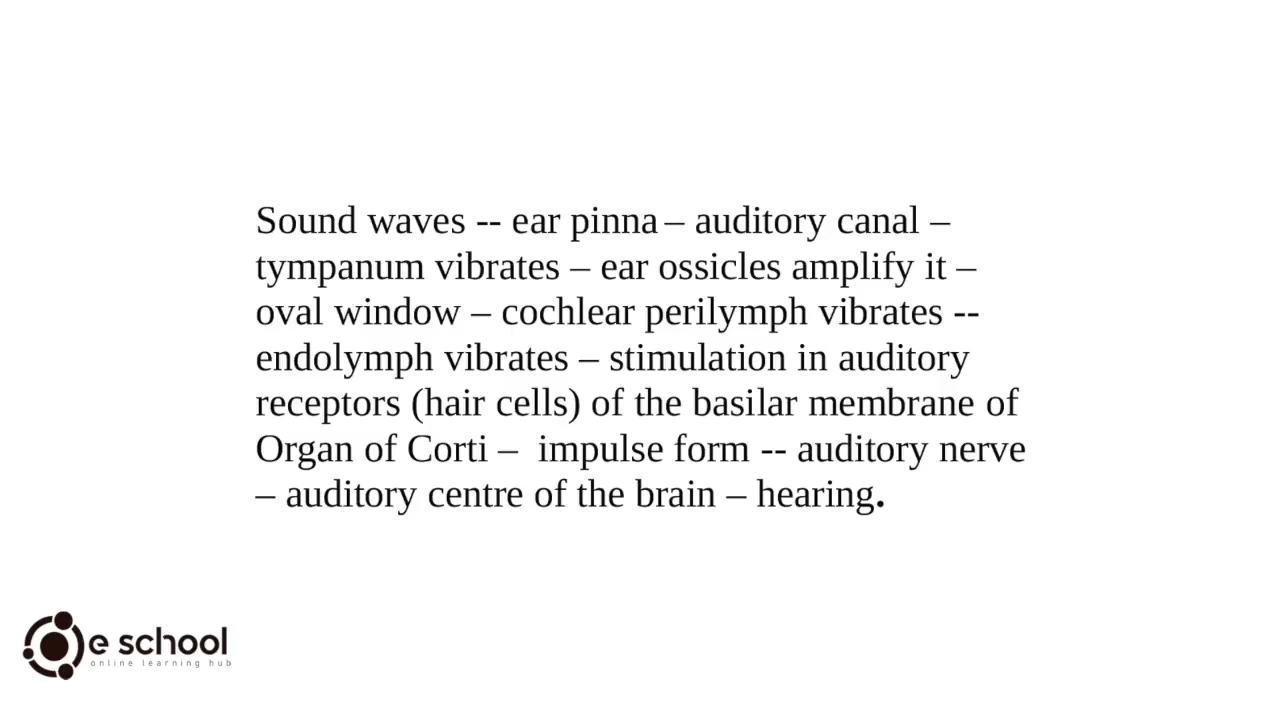 Sound waves -- ear pinna – auditory canal –
tympanum vibrates – ear ossicles amplify it –
oval window – cochlear perilymph vibrates --
endolymph vibrates – stimulation in auditory
receptors (hair cells) of the basilar membrane of
Organ of Corti –  impulse form -- auditory nerve
– auditory centre of the brain – hearing.
e school
online learning hub